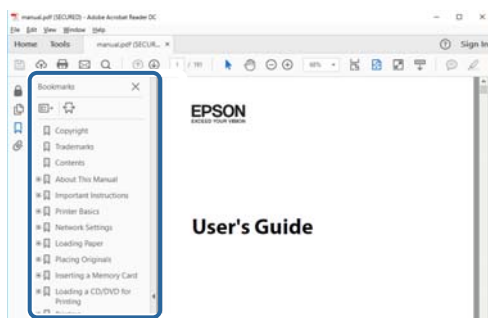 manual.pdf (SECURED) - Adobe Acrobat Reader DC
File Edit View Window Help
Home Tools manual.pdf (SECUR... × Sign In
1 / 191
Bookmarks
EPSON
EXCEED YOUR VISION
Copyright
Trademarks
Contents
About This Manual
Important Instructions
Printer Basics
User's Guide
Network Settings
Loading Paper
Placing Originals
Inserting a Memory Card
Loading a CD/DVD for
Printing